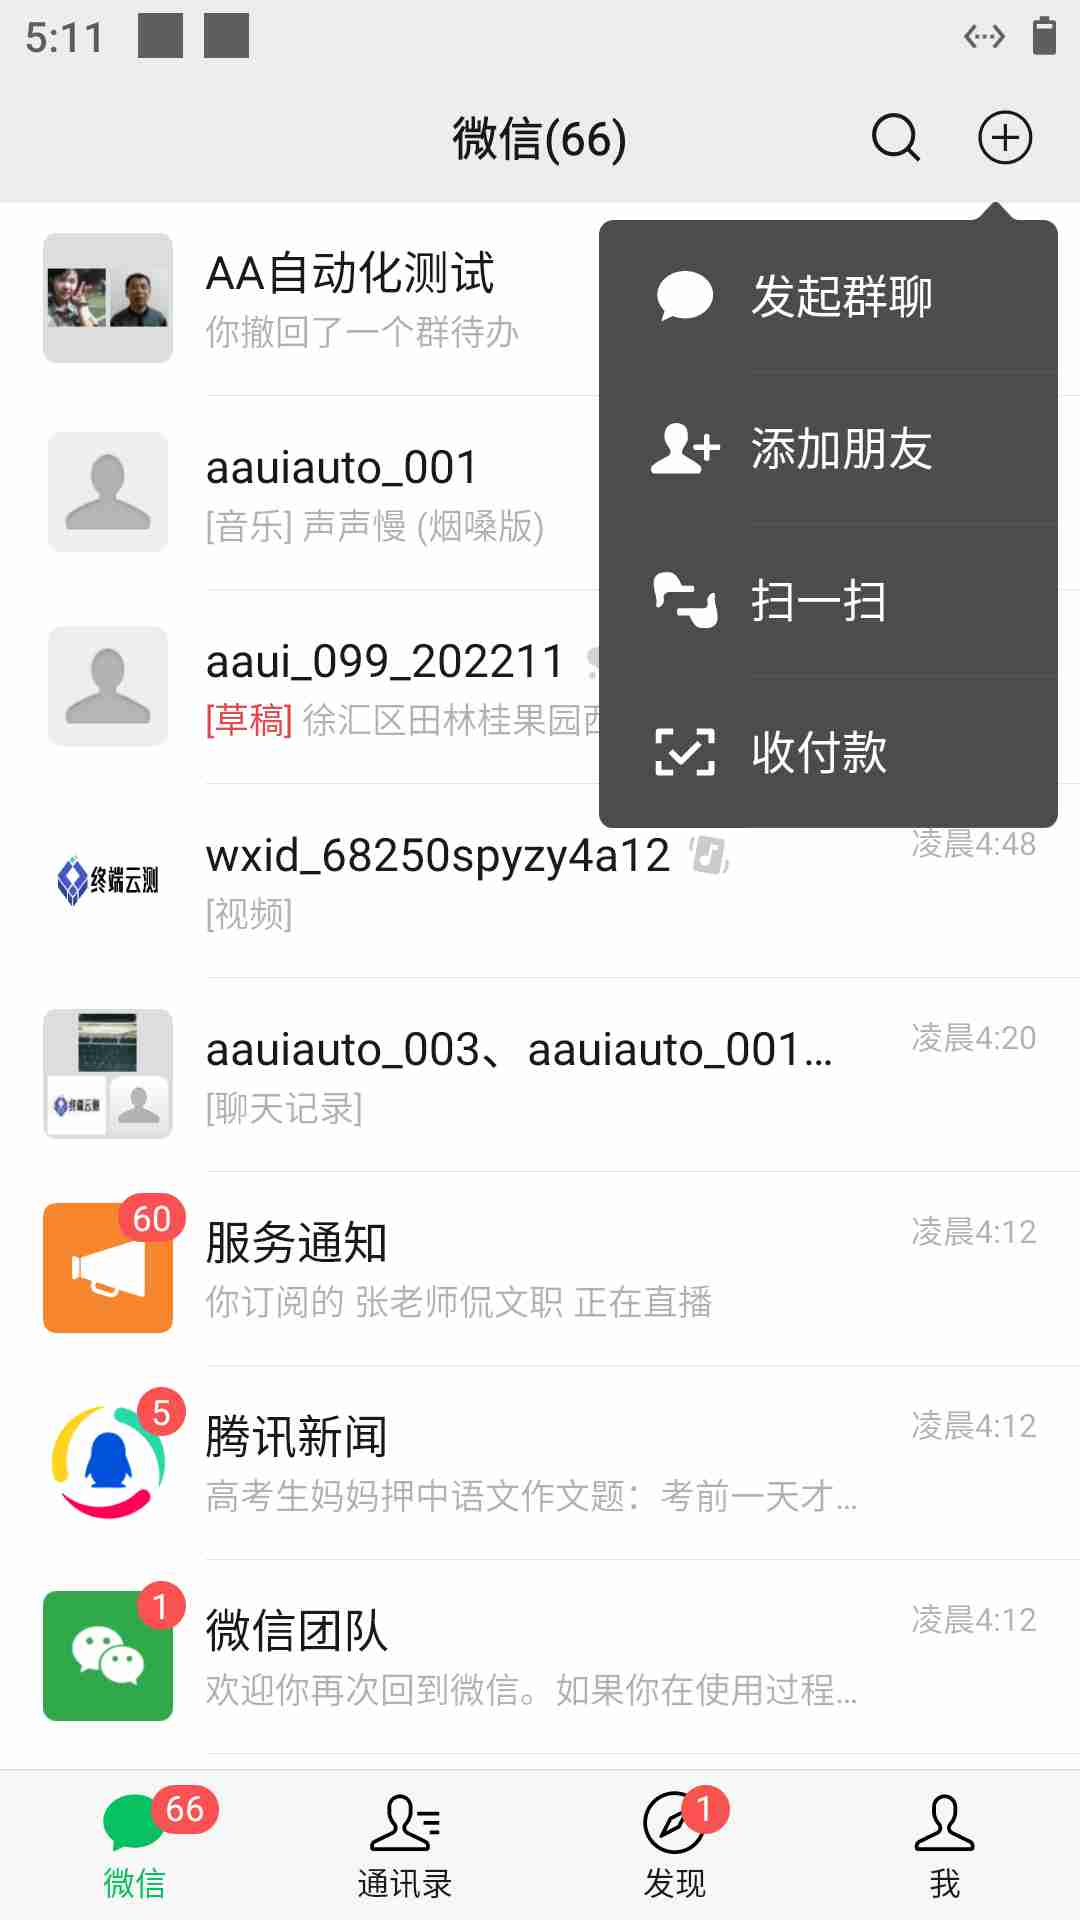 5:11
微信(66)
发起群聊
添加朋友
扫一扫
收付款
AA自动化测试
你撤回了一个群待办
aauiauto_001
[音乐] 声声慢 (烟嗓版)
aaui_099_202211
[草稿] 徐汇区田林桂果园西
wxid_68250spyzy4a12
凌晨4:48
终端云测
[视频]
aauiauto_003、aauiauto_001...
凌晨4:20
终端云测
[聊天记录]
60
服务通知
凌晨4:12
你订阅的 张老师侃文职 正在直播
5
腾讯新闻
凌晨4:12
高考生妈妈押中语文作文题：考前一天才...
1
微信团队
凌晨4:12
欢迎你再次回到微信。如果你在使用过程...
66
1
微信
通讯录
发现
我